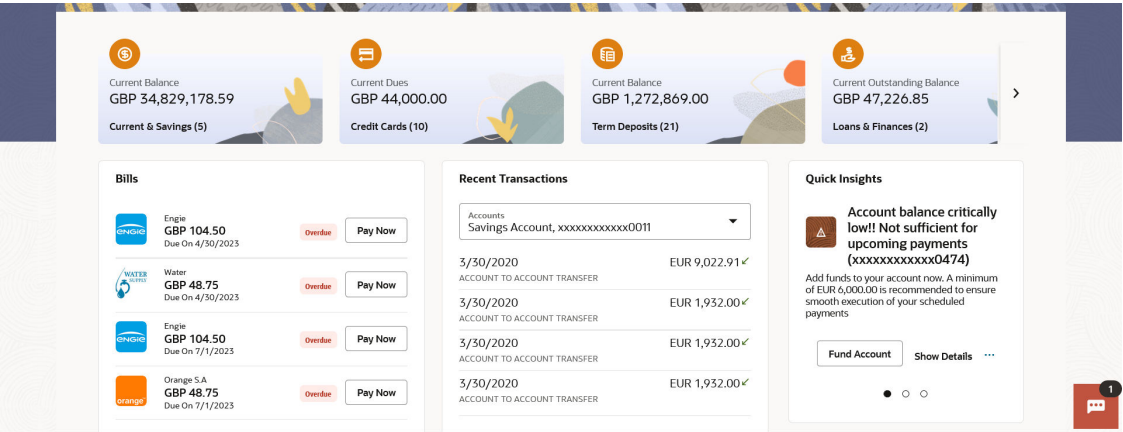 Current Balance
GBP 34,829,178.59
Current & Savings (5)
Current Dues
GBP 44,000.00
Credit Cards (10)
Current Balance
GBP 1,272,869.00
Term Deposits (21)
Current Outstanding Balance
GBP 47,226.85
Loans & Finances (2)
Bills
ENGIE
Engie
GBP 104.50
Due On 4/30/2023
Overdue
Pay Now
WATER
SUPPLY
Water
GBP 48.75
Due On 4/30/2023
Overdue
Pay Now
ENGIE
Engie
GBP 104.50
Due On 7/1/2023
Overdue
Pay Now
orange
Orange S.A
GBP 48.75
Due On 7/1/2023
Overdue
Pay Now
Recent Transactions
Accounts
Savings Account, xxxxxxxxxxxx0011
3/30/2020 EUR 9,022.91
ACCOUNT TO ACCOUNT TRANSFER
3/30/2020 EUR 1,932.00
ACCOUNT TO ACCOUNT TRANSFER
3/30/2020 EUR 1,932.00
ACCOUNT TO ACCOUNT TRANSFER
3/30/2020 EUR 1,932.00
ACCOUNT TO ACCOUNT TRANSFER
Quick Insights
Account balance critically
low!! Not sufficient for
upcoming payments
(xxxxxxxxxxxx0474)
Add funds to your account now. A minimum
of EUR 6,000.00 is recommended to ensure
smooth execution of your scheduled
payments
Fund Account
Show Details
1